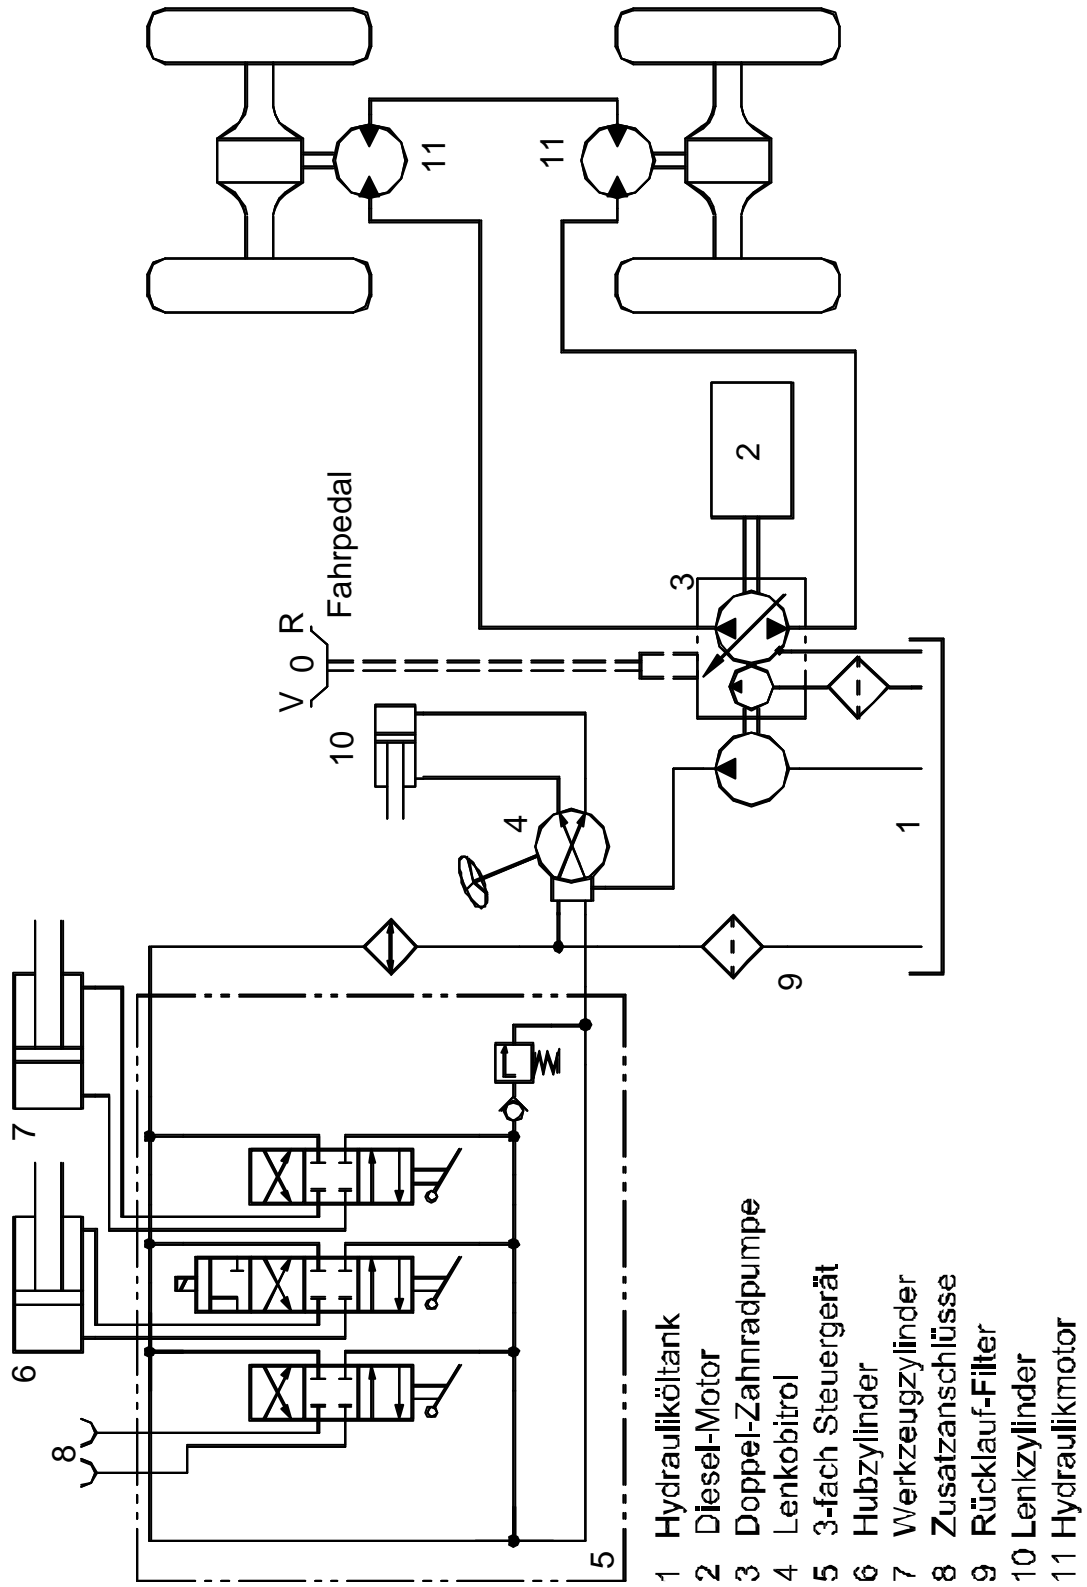 11
11
2
V 0 R
Fahrpedal
3
10
4
1
9
7
6
8
5
1 Hydrauliköltank
2 Diesel-Motor
3 Doppel-Zahnradpumpe
4 Lenkobitrol
5 3-fach Steuergerät
6 Hubzylinder
7 Werkzeugzylinder
8 Zusatzanschlüsse
9 Rücklauf-Filter
10 Lenkzylinder
11 Hydraulikmotor